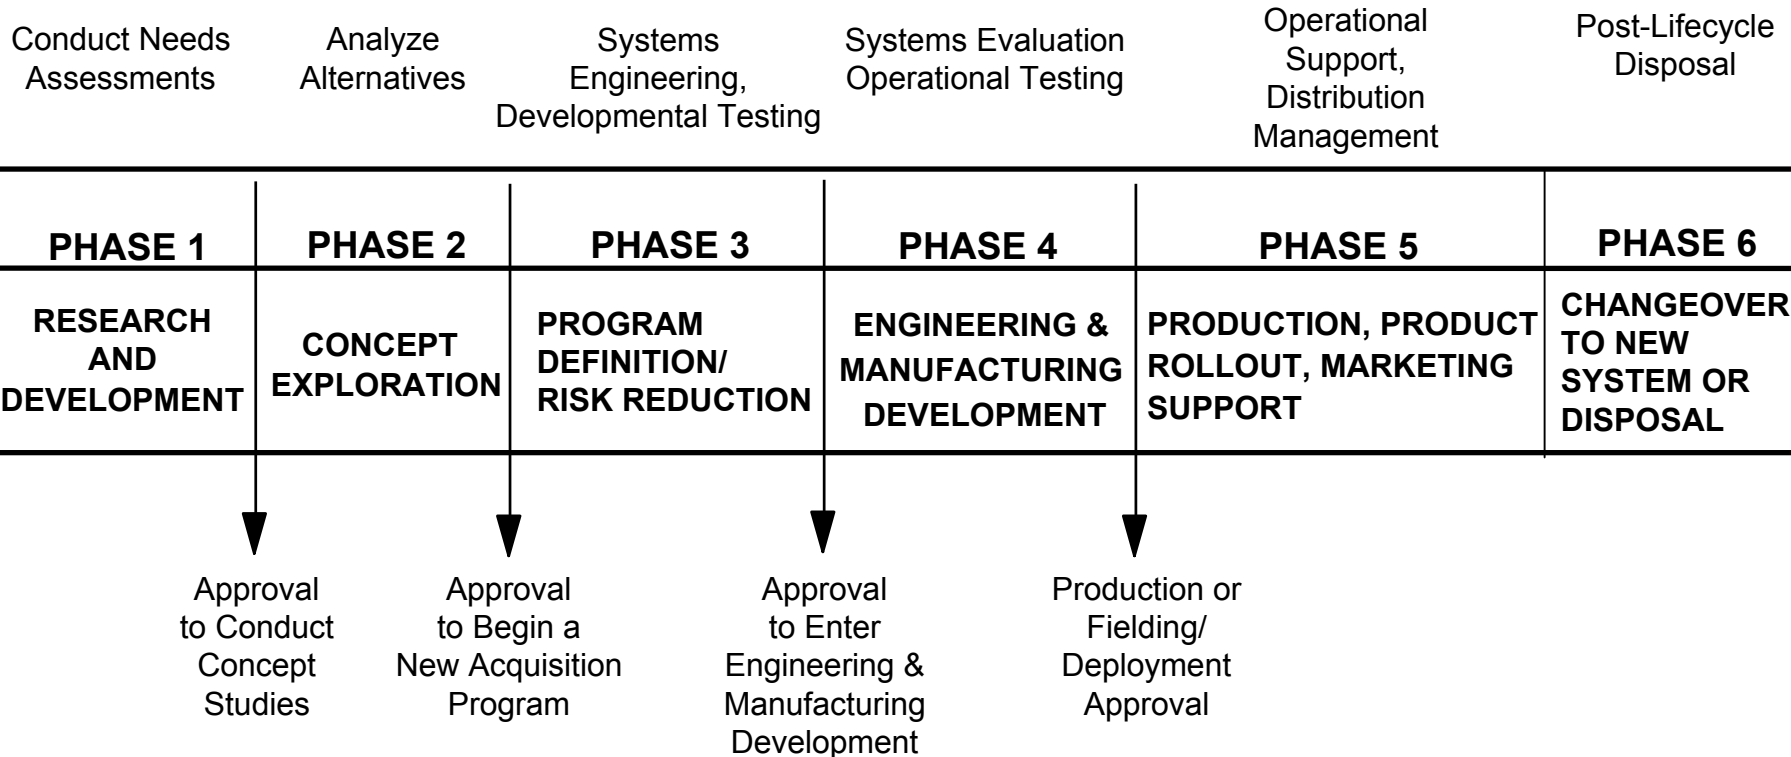 Conduct Needs
Assessments
Analyze
Alternatives
Systems
Engineering,
Developmental Testing
Systems Evaluation
Operational Testing
Operational
Support,
Distribution
Management
Post-Lifecycle
Disposal
PHASE 1
PHASE 2
PHASE 3
PHASE 4
PHASE 5
PHASE 6
RESEARCH
AND
DEVELOPMENT
CONCEPT
EXPLORATION
PROGRAM
DEFINITION/
RISK REDUCTION
ENGINEERING &
MANUFACTURING
DEVELOPMENT
PRODUCTION, PRODUCT
ROLLOUT, MARKETING
SUPPORT
CHANGEOVER
TO NEW
SYSTEM OR
DISPOSAL
Approval
to Conduct
Concept
Studies
Approval
to Begin a
New Acquisition
Program
Approval
to Enter
Engineering &
Manufacturing
Development
Production or
Fielding/
Deployment
Approval